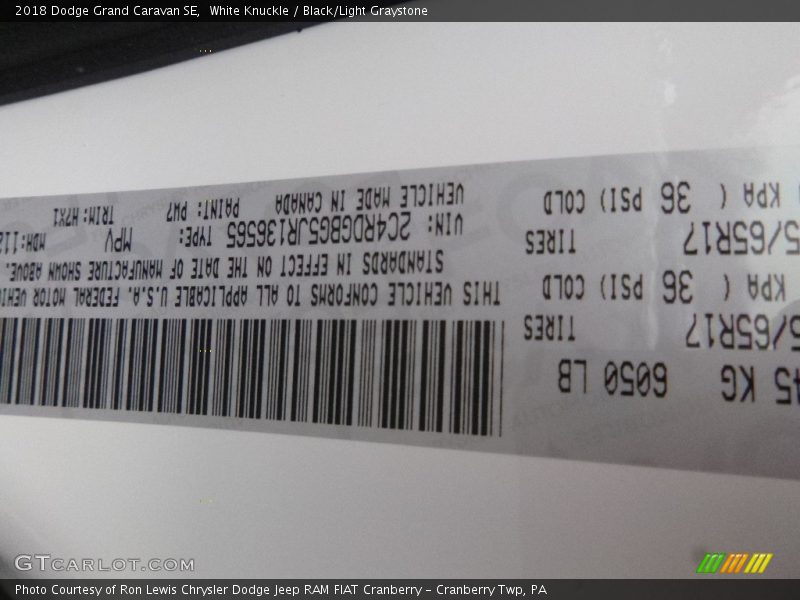 2018 Dodge Grand Caravan SE, White Knuckle / Black/Light Graystone
45 KG 6050 LB
5/65R17 TIRES
KPA ( 36 PSI) COLD
5/65R17 TIRES
KPA ( 36 PSI) COLD
THIS VEHICLE CONFORMS TO ALL APPLICABLE U.S.A. FEDERAL MOTOR
STANDARDS IN EFFECT ON THE DATE OF MANUFACTURE SHOWN ABOVE.
VIN: 2C4RDGBG5JR136565 TYPE: MPV MDH:112
VEHICLE MADE IN CANADA PAINT: PW7 TRIM: H7X1
GTCARLOT.COM
Photo Courtesy of Ron Lewis Chrysler Dodge Jeep RAM FIAT Cranberry - Cranberry Twp, PA